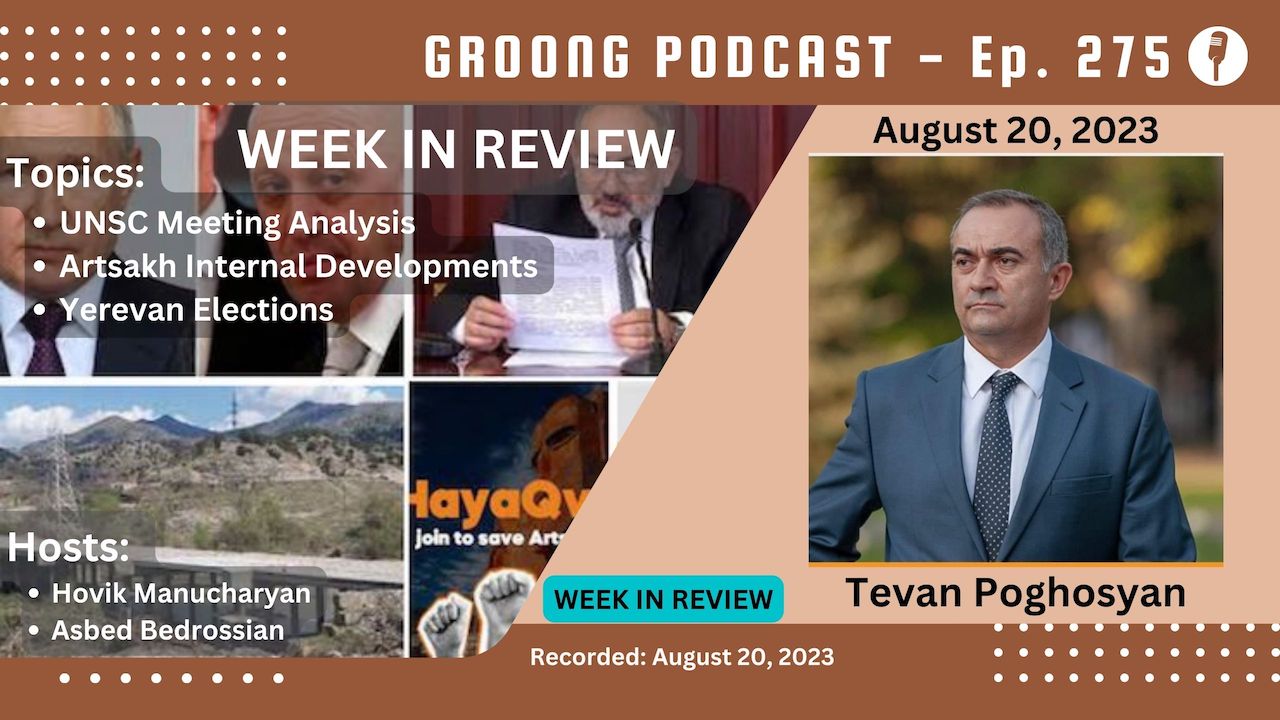 GROONG PODCAST - Ep. 275
WEEK IN REVIEW
Topics:
• UNSC Meeting Analysis
• Artsakh Internal Developments
• Yerevan Elections
August 20, 2023
HayaQv
join to save Arts
Hosts:
• Hovik Manucharyan
• Asbed Bedrossian
WEEK IN REVIEW
Tevan Poghosyan
Recorded: August 20, 2023